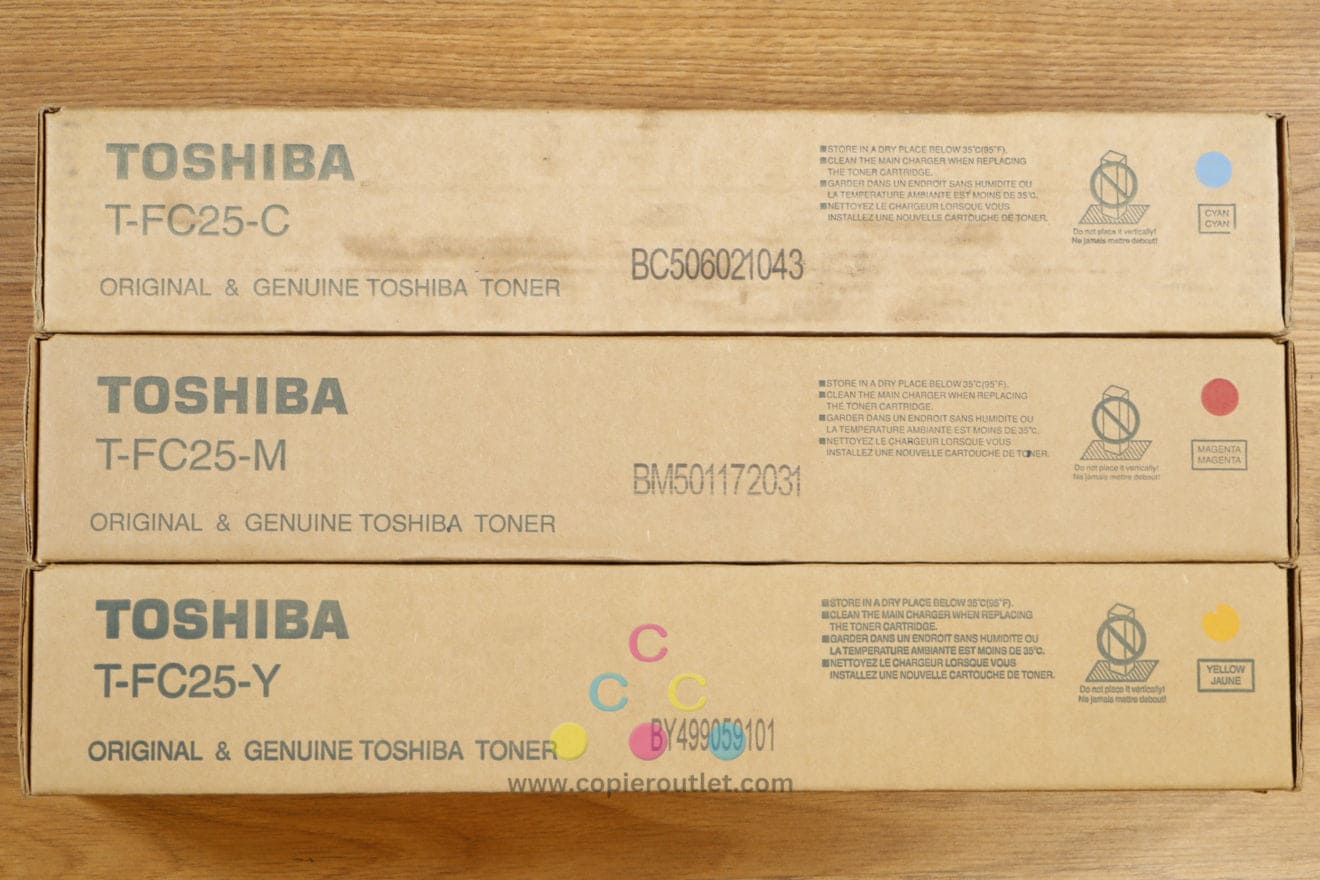 TOSHIBA
T-FC25-C
ORIGINAL & GENUINE TOSHIBA TONER
BC506021043
■STORE IN A DRY PLACE BELOW 35°C(95°F).
■CLEAN THE MAIN CHARGER WHEN REPLACING
THE TONER CARTRIDGE.
■GARDER DANS UN ENDROIT SANS HUMIDITE OU
LA TEMPERATURE AMBIANTE EST MOINS DE 35°C.
■NETTOYEZ LE CHARGEUR LORSQUE VOUS
INSTALLEZ UNE NOUVELLE CARTOUCHE DE TONER.
Do not place it vertically!
Ne jamais mettre debout!
CYAN
CYAN
TOSHIBA
T-FC25-M
ORIGINAL & GENUINE TOSHIBA TONER
BM501172031
■STORE IN A DRY PLACE BELOW 35°C(95°F).
■CLEAN THE MAIN CHARGER WHEN REPLACING
THE TONER CARTRIDGE.
■GARDER DANS UN ENDROIT SANS HUMIDITE OU
LA TEMPERATURE AMBIANTE EST MOINS DE 35°C.
■NETTOYEZ LE CHARGEUR LORSQUE VOUS
INSTALLEZ UNE NOUVELLE CARTOUCHE DE TONER.
Do not place it vertically!
Ne jamais mettre debout!
MAGENTA
MAGENTA
TOSHIBA
T-FC25-Y
ORIGINAL & GENUINE TOSHIBA TONER
C
C C
BY499059101
www.copieroutlet.com
■STORE IN A DRY PLACE BELOW 35°C(95°F).
■CLEAN THE MAIN CHARGER WHEN REPLACING
THE TONER CARTRIDGE.
■GARDER DANS UN ENDROIT SANS HUMIDITE OU
LA TEMPERATURE AMBIANTE EST MOINS DE 35°C.
■NETTOYEZ LE CHARGEUR LORSQUE VOUS
INSTALLEZ UNE NOUVELLE CARTOUCHE DE TONER.
Do not place it vertically!
Ne jamais mettre debout!
YELLOW
JAUNE